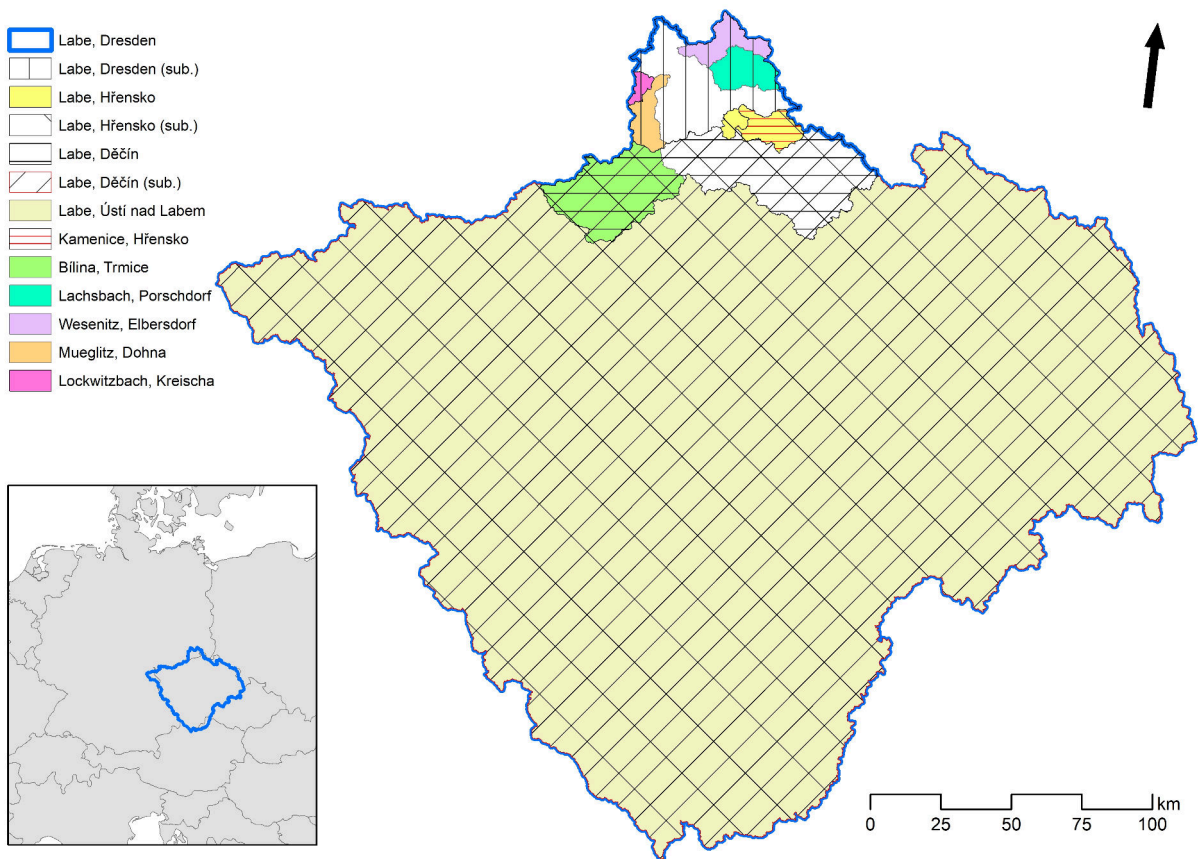 Labe, Dresden
Labe, Dresden (sub.)
Labe, Hřensko
Labe, Hřensko (sub.)
Labe, Děčín
Labe, Děčín (sub.)
Labe, Ústí nad Labem
Kamenice, Hřensko
Bílina, Trmice
Lachsbach, Porschdorf
Wesenitz, Elbersdorf
Mueglitz, Dohna
Lockwitzbach, Kreischa
km
0 25 50 75 100